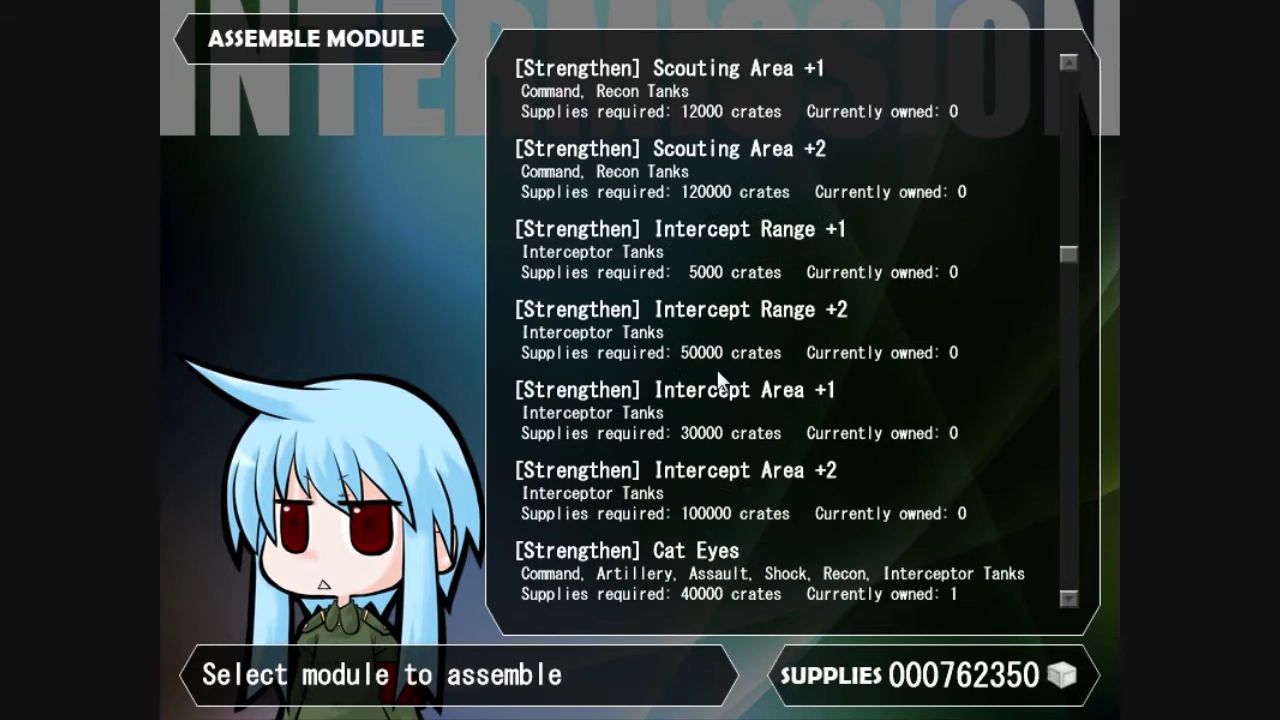 INTERMISSION
ASSEMBLE MODULE
[Strengthen] Scouting Area +1
Command, Recon Tanks
Supplies required: 12000 crates Currently owned: 0
[Strengthen] Scouting Area +2
Command, Recon Tanks
Supplies required: 120000 crates Currently owned: 0
[Strengthen] Intercept Range +1
Interceptor Tanks
Supplies required: 5000 crates Currently owned: 0
[Strengthen] Intercept Range +2
Interceptor Tanks
Supplies required: 50000 crates Currently owned: 0
[Strengthen] Intercept Area +1
Interceptor Tanks
Supplies required: 30000 crates Currently owned: 0
[Strengthen] Intercept Area +2
Interceptor Tanks
Supplies required: 100000 crates Currently owned: 0
[Strengthen] Cat Eyes
Command, Artillery, Assault, Shock, Recon, Interceptor Tanks
Supplies required: 40000 crates Currently owned: 1
Select module to assemble
SUPPLIES 000762350